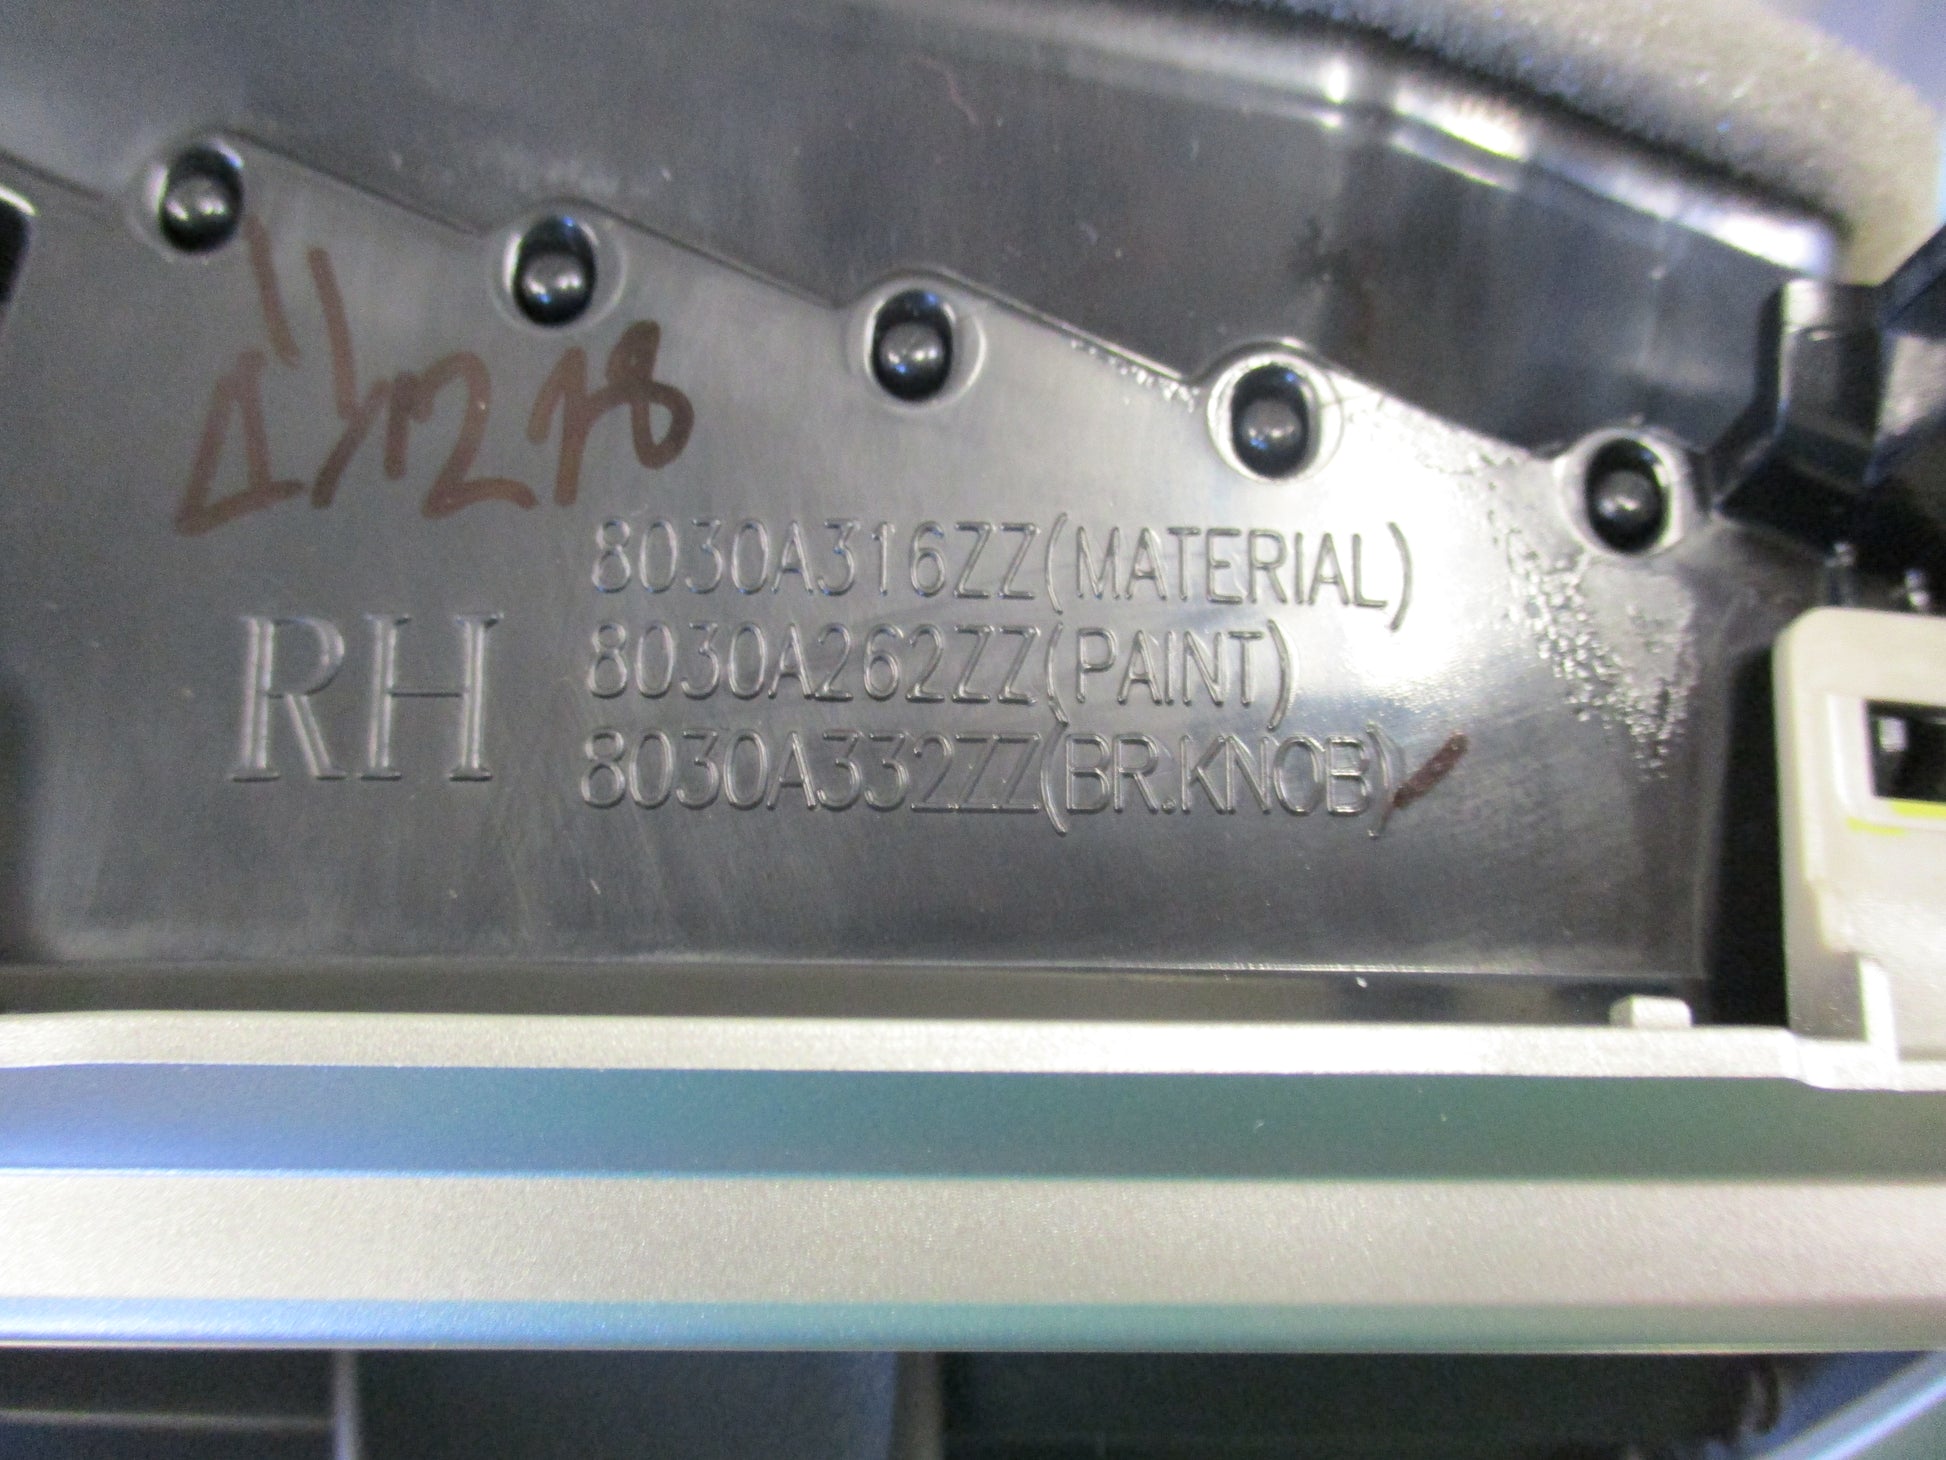 8030A316ZZ(MATERIAL)
RH
8030A262ZZ(PAINT)
8030A332ZZ(BR.KNOB)